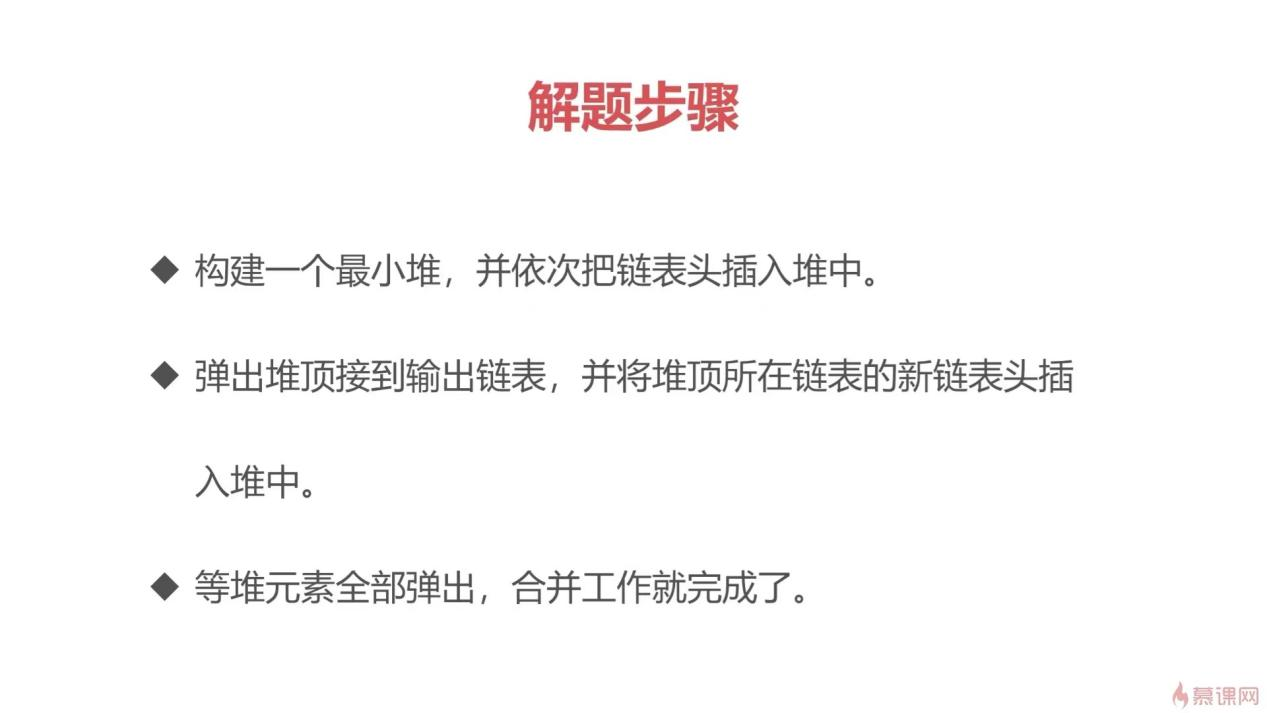 解题步骤
◆ 构建一个最小堆，并依次把链表头插入堆中。
◆ 弹出堆顶接到输出链表，并将堆顶所在链表的新链表头插
入堆中。
◆ 等堆元素全部弹出，合并工作就完成了。
慕课网